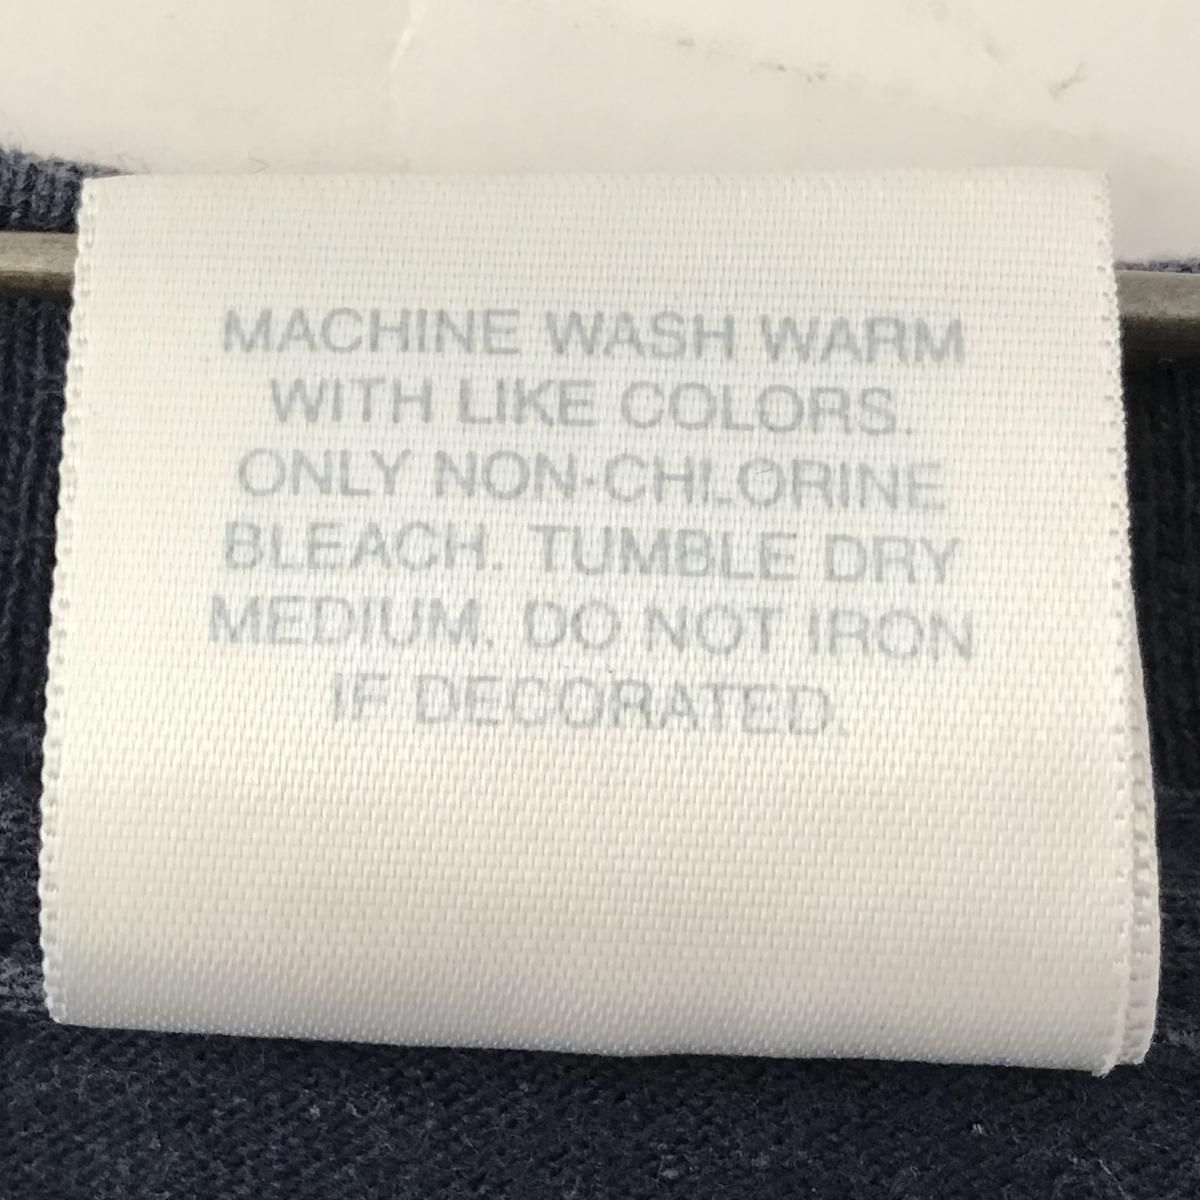 MACHINE WASH WARM
WITH LIKE COLORS.
ONLY NON-CHLORINE
BLEACH. TUMBLE DRY
MEDIUM. DO NOT IRON
IF DECORATED.